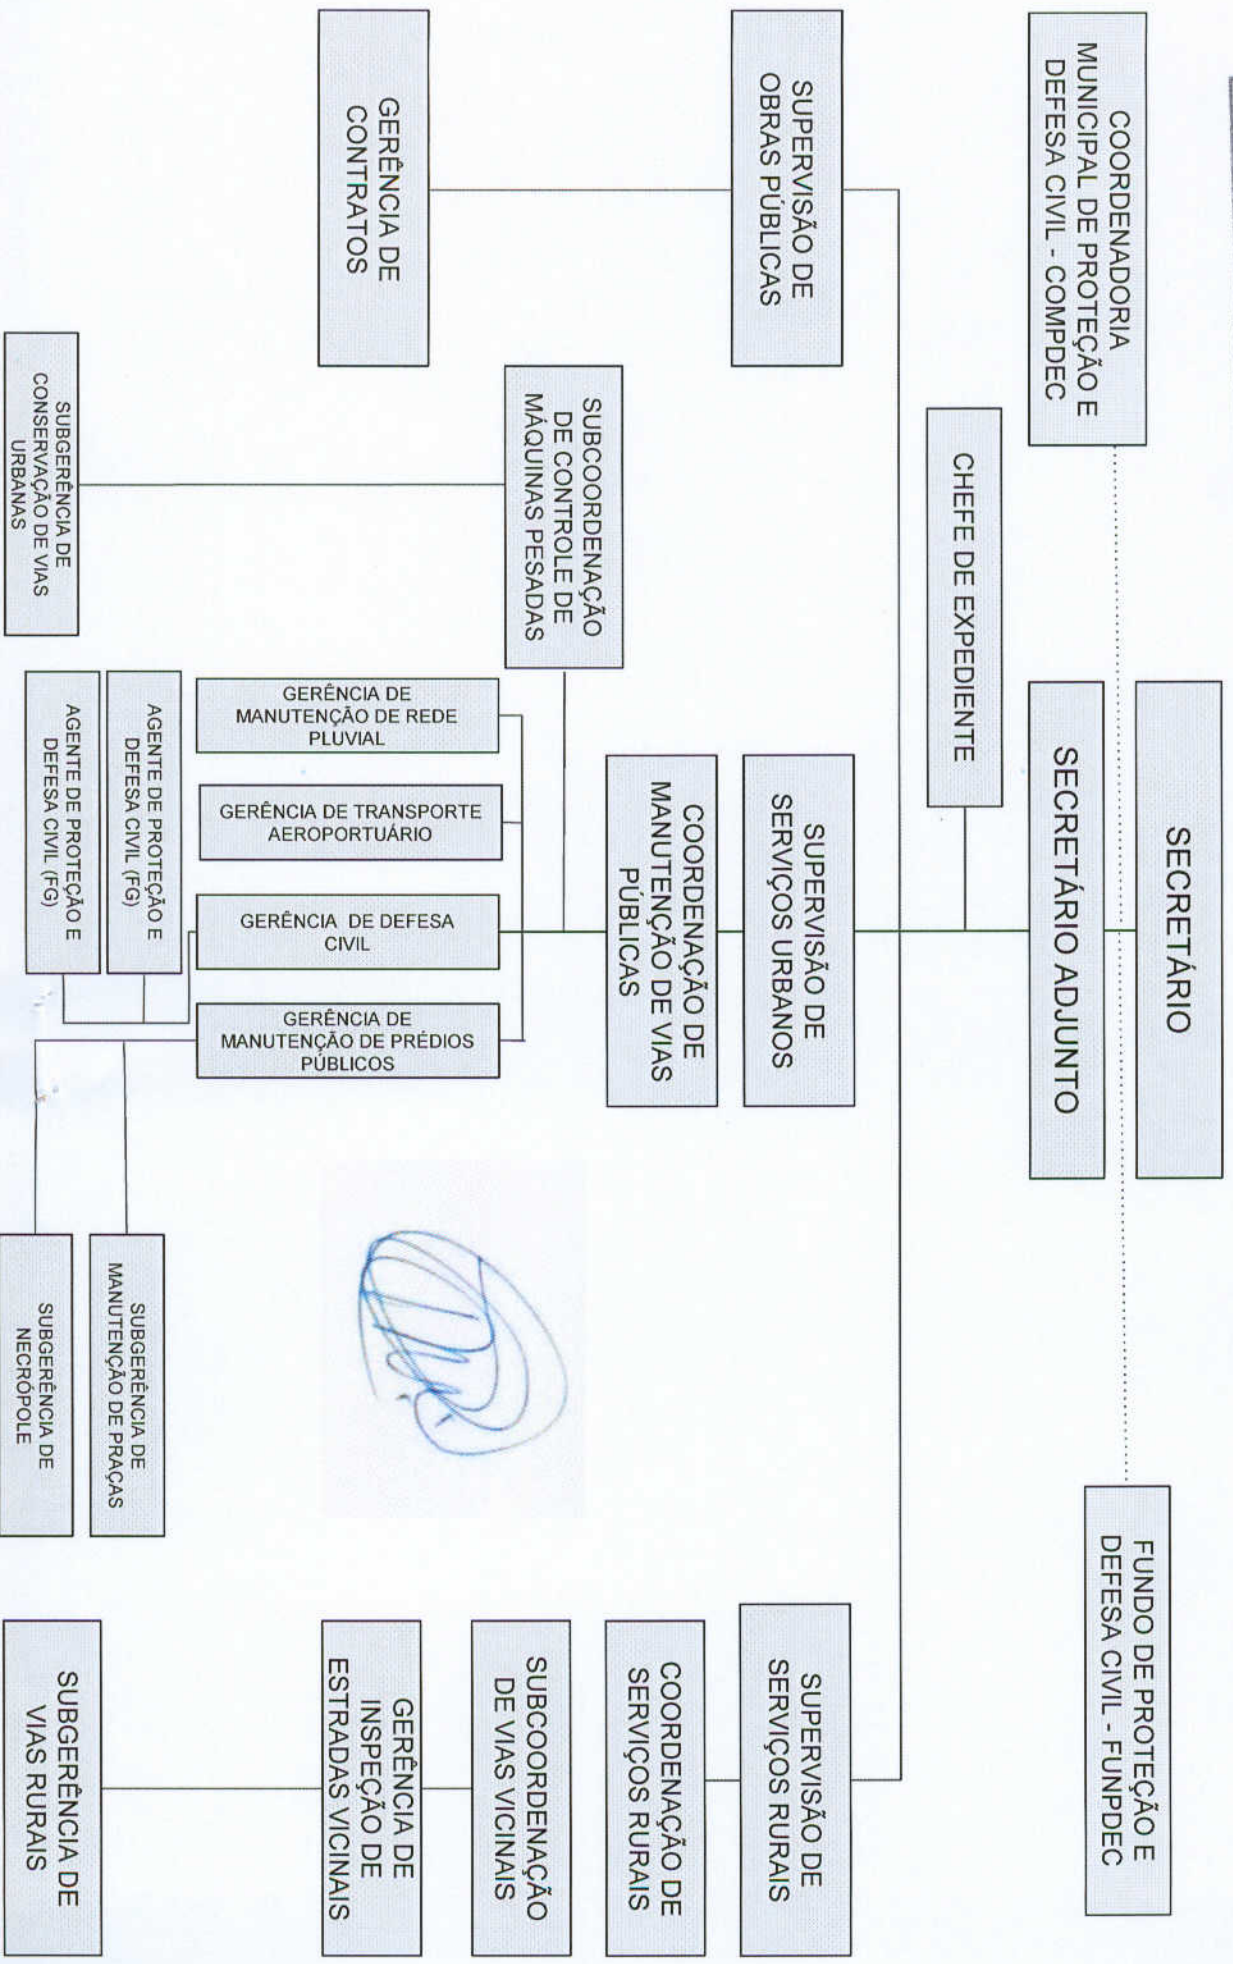 SECRETÁRIO
COORDENADORIA
MUNICIPAL DE PROTEÇÃO E
DEFESA CIVIL - COMPDEC
FUNDO DE PROTEÇÃO E
DEFESA CIVIL - FUNPDEC
SECRETÁRIO ADJUNTO
CHEFE DE EXPEDIENTE
SUPERVISÃO DE
OBRAS PÚBLICAS
GERÊNCIA DE
CONTRATOS
SUPERVISÃO DE
SERVIÇOS URBANOS
COORDENAÇÃO DE
MANUTENÇÃO DE VIAS
PÚBLICAS
SUBCOORDENAÇÃO
DE CONTROLE DE
MÁQUINAS PESADAS
SUBGERÊNCIA DE
CONSERVAÇÃO DE VIAS
URBANAS
GERÊNCIA DE
MANUTENÇÃO DE REDE
PLUVIAL
GERÊNCIA DE TRANSPORTE
AEROPORTUÁRIO
GERÊNCIA DE DEFESA
CIVIL
GERÊNCIA DE
MANUTENÇÃO DE PRÉDIOS
PÚBLICOS
AGENTE DE PROTEÇÃO E
DEFESA CIVIL (FG)
AGENTE DE PROTEÇÃO E
DEFESA CIVIL (FG)
SUBGERÊNCIA DE
MANUTENÇÃO DE PRAÇAS
SUBGERÊNCIA DE
NECRÓPOLE
SUPERVISÃO DE
SERVIÇOS RURAIS
COORDENAÇÃO DE
SERVIÇOS RURAIS
SUBCOORDENAÇÃO
DE VIAS VICINAIS
GERÊNCIA DE
INSPEÇÃO DE
ESTRADAS VICINAIS
SUBGERÊNCIA DE
VIAS RURAIS